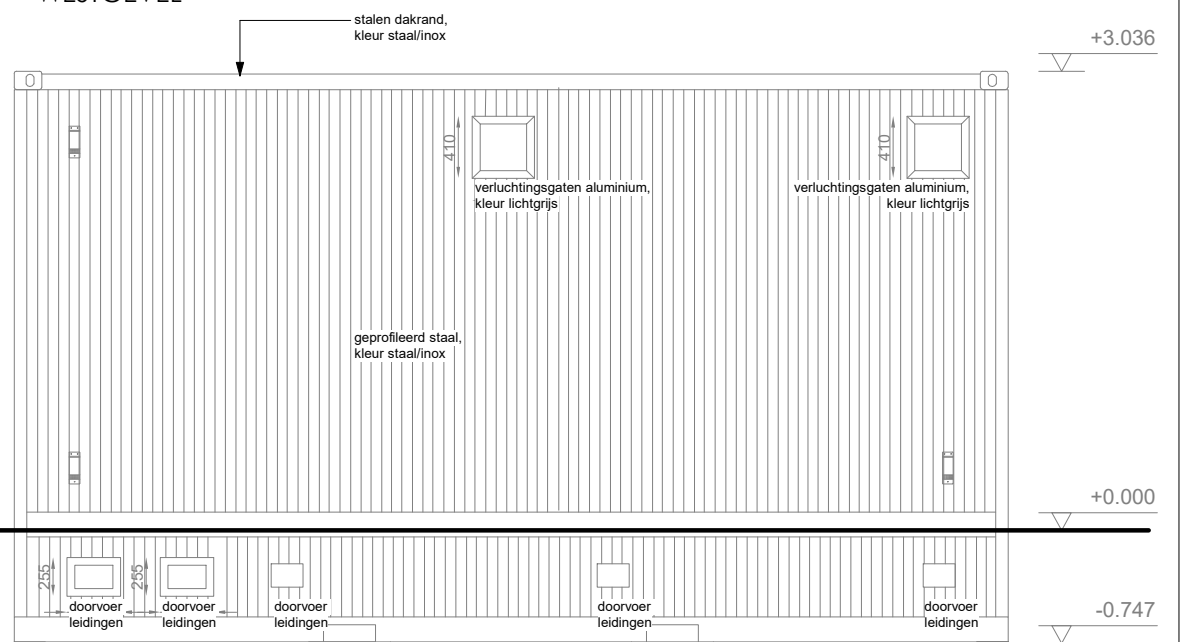 WESTGEVEL
stalen dakrand,
kleur staal/inox
+3.036
410
410
verluchtingsgaten aluminium,
kleur lichtgrijs
verluchtingsgaten aluminium,
kleur lichtgrijs
geprofileerd staal,
kleur staal/inox
+0.000
255
255
doorvoer
leidingen
doorvoer
leidingen
doorvoer
leidingen
doorvoer
leidingen
doorvoer
leidingen
-0.747